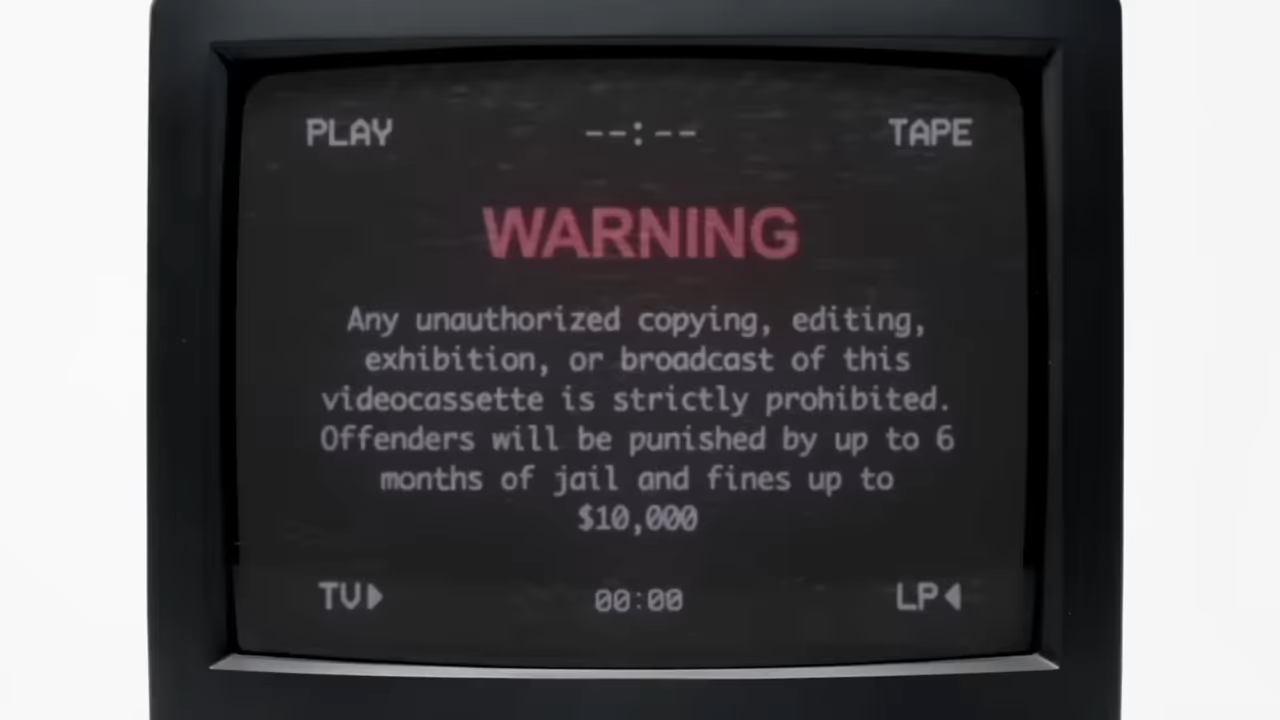 PLAY --:-- TAPE
WARNING
Any unauthorized copying, editing,
exhibition, or broadcast of this
videocassette is strictly prohibited.
Offenders will be punished by up to 6
months of jail and fines up to
$10,000
TV▶ 00:00 LP◀